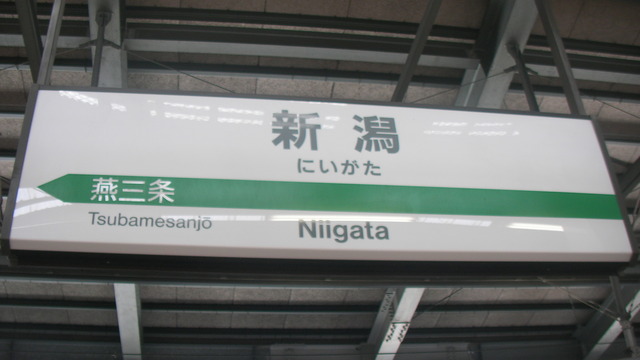 新潟
にいがた
燕三条
Tsubamesanjō
Niigata